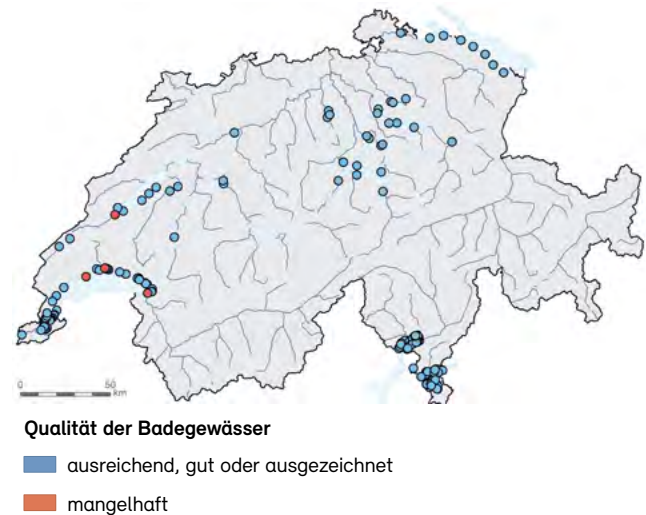 0 50
km
Qualität der Badegewässer
ausreichend, gut oder ausgezeichnet
mangelhaft